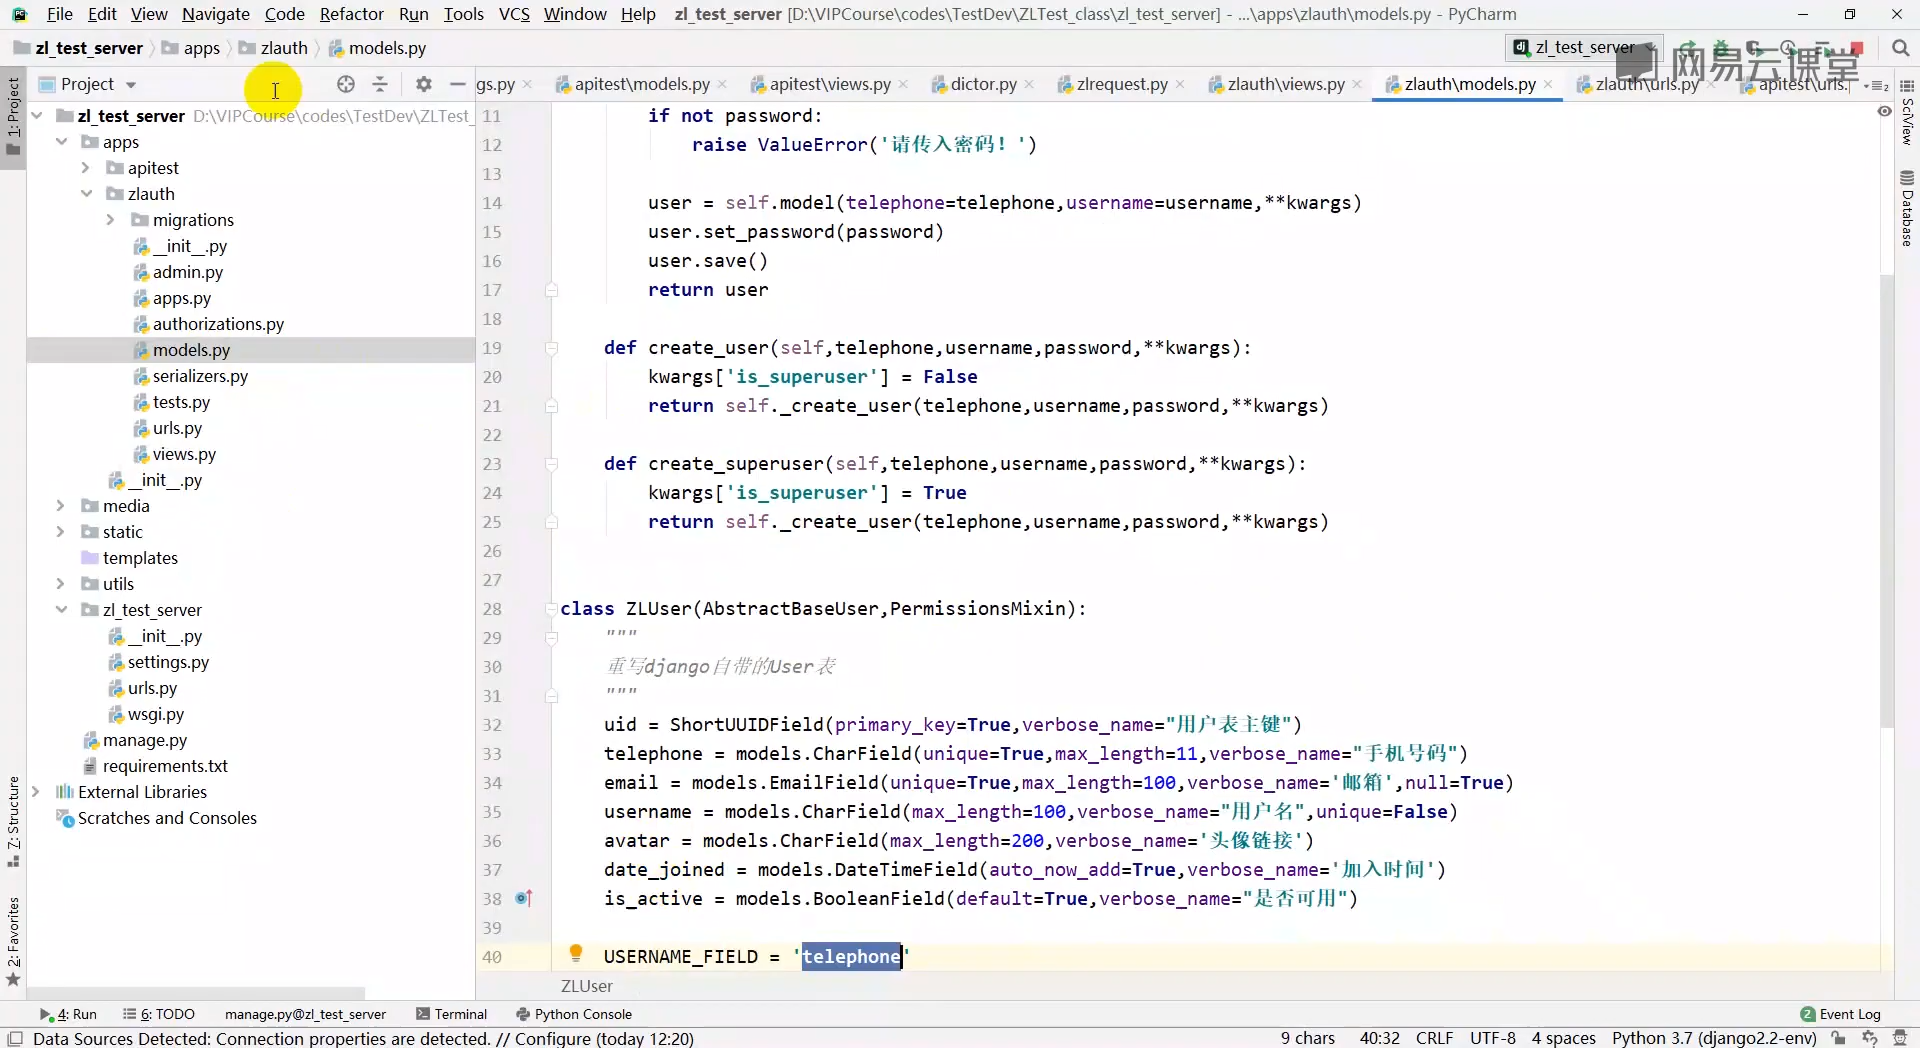 File Edit View Navigate Code Refactor Run Tools VCS Window Help zl_test_server [D:\VIPCourse\codes\TestDev\ZLTest_class\zl_test_server] - ...\apps\zlauth\models.py - PyCharm
zl_test_server apps zlauth models.py zl_test_server
网易云课堂
Project gs.py apitest\models.py apitest\views.py dictor.py zlrequest.py zlauth\views.py zlauth\models.py zlauth\urls.py apitest\urls.
1: Project
Z: Structure
2: Favorites
SciView
Database
zl_test_server D:\VIPCourse\codes\TestDev\ZLTest_
apps
apitest
zlauth
migrations
__init__.py
admin.py
apps.py
authorizations.py
models.py
serializers.py
tests.py
urls.py
views.py
__init__.py
media
static
templates
utils
zl_test_server
__init__.py
settings.py
urls.py
wsgi.py
manage.py
requirements.txt
External Libraries
Scratches and Consoles
11 if not password:
12 raise ValueError('请传入密码！')
13
14 user = self.model(telephone=telephone,username=username,**kwargs)
15 user.set_password(password)
16 user.save()
17 return user
18
19 def create_user(self,telephone,username,password,**kwargs):
20 kwargs['is_superuser'] = False
21 return self._create_user(telephone,username,password,**kwargs)
22
23 def create_superuser(self,telephone,username,password,**kwargs):
24 kwargs['is_superuser'] = True
25 return self._create_user(telephone,username,password,**kwargs)
26
27
28 class ZLUser(AbstractBaseUser,PermissionsMixin):
29 """
30 重写django自带的User表
31 """
32 uid = ShortUUIDField(primary_key=True,verbose_name="用户表主键")
33 telephone = models.CharField(unique=True,max_length=11,verbose_name="手机号码")
34 email = models.EmailField(unique=True,max_length=100,verbose_name='邮箱',null=True)
35 username = models.CharField(max_length=100,verbose_name="用户名",unique=False)
36 avatar = models.CharField(max_length=200,verbose_name='头像链接')
37 date_joined = models.DateTimeField(auto_now_add=True,verbose_name='加入时间')
38 is_active = models.BooleanField(default=True,verbose_name="是否可用")
39
40 USERNAME_FIELD = 'telephone'
ZLUser
4: Run 6: TODO manage.py@zl_test_server Terminal Python Console 2 Event Log
Data Sources Detected: Connection properties are detected. // Configure (today 12:20) 9 chars 40:32 CRLF UTF-8 4 spaces Python 3.7 (django2.2-env)